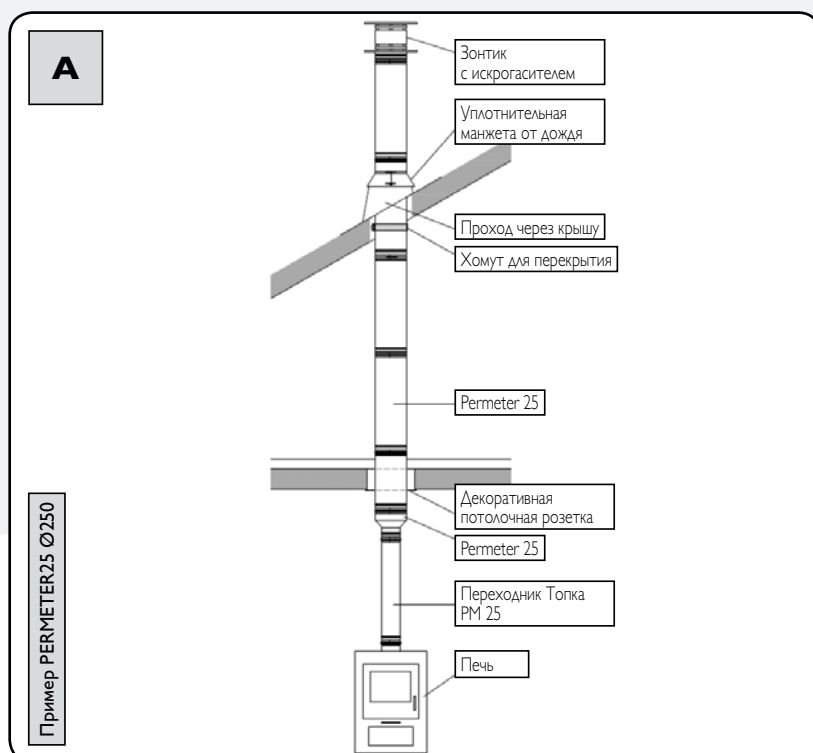 A
Зонтик
с искрогасителем
Уплотнительная
манжета от дождя
Проход через крышу
Хомут для перекрытия
Permeter 25
Декоративная
потолочная розетка
Permeter 25
Переходник Топка
PM 25
Печь
Пример PERMETER25 Ø250